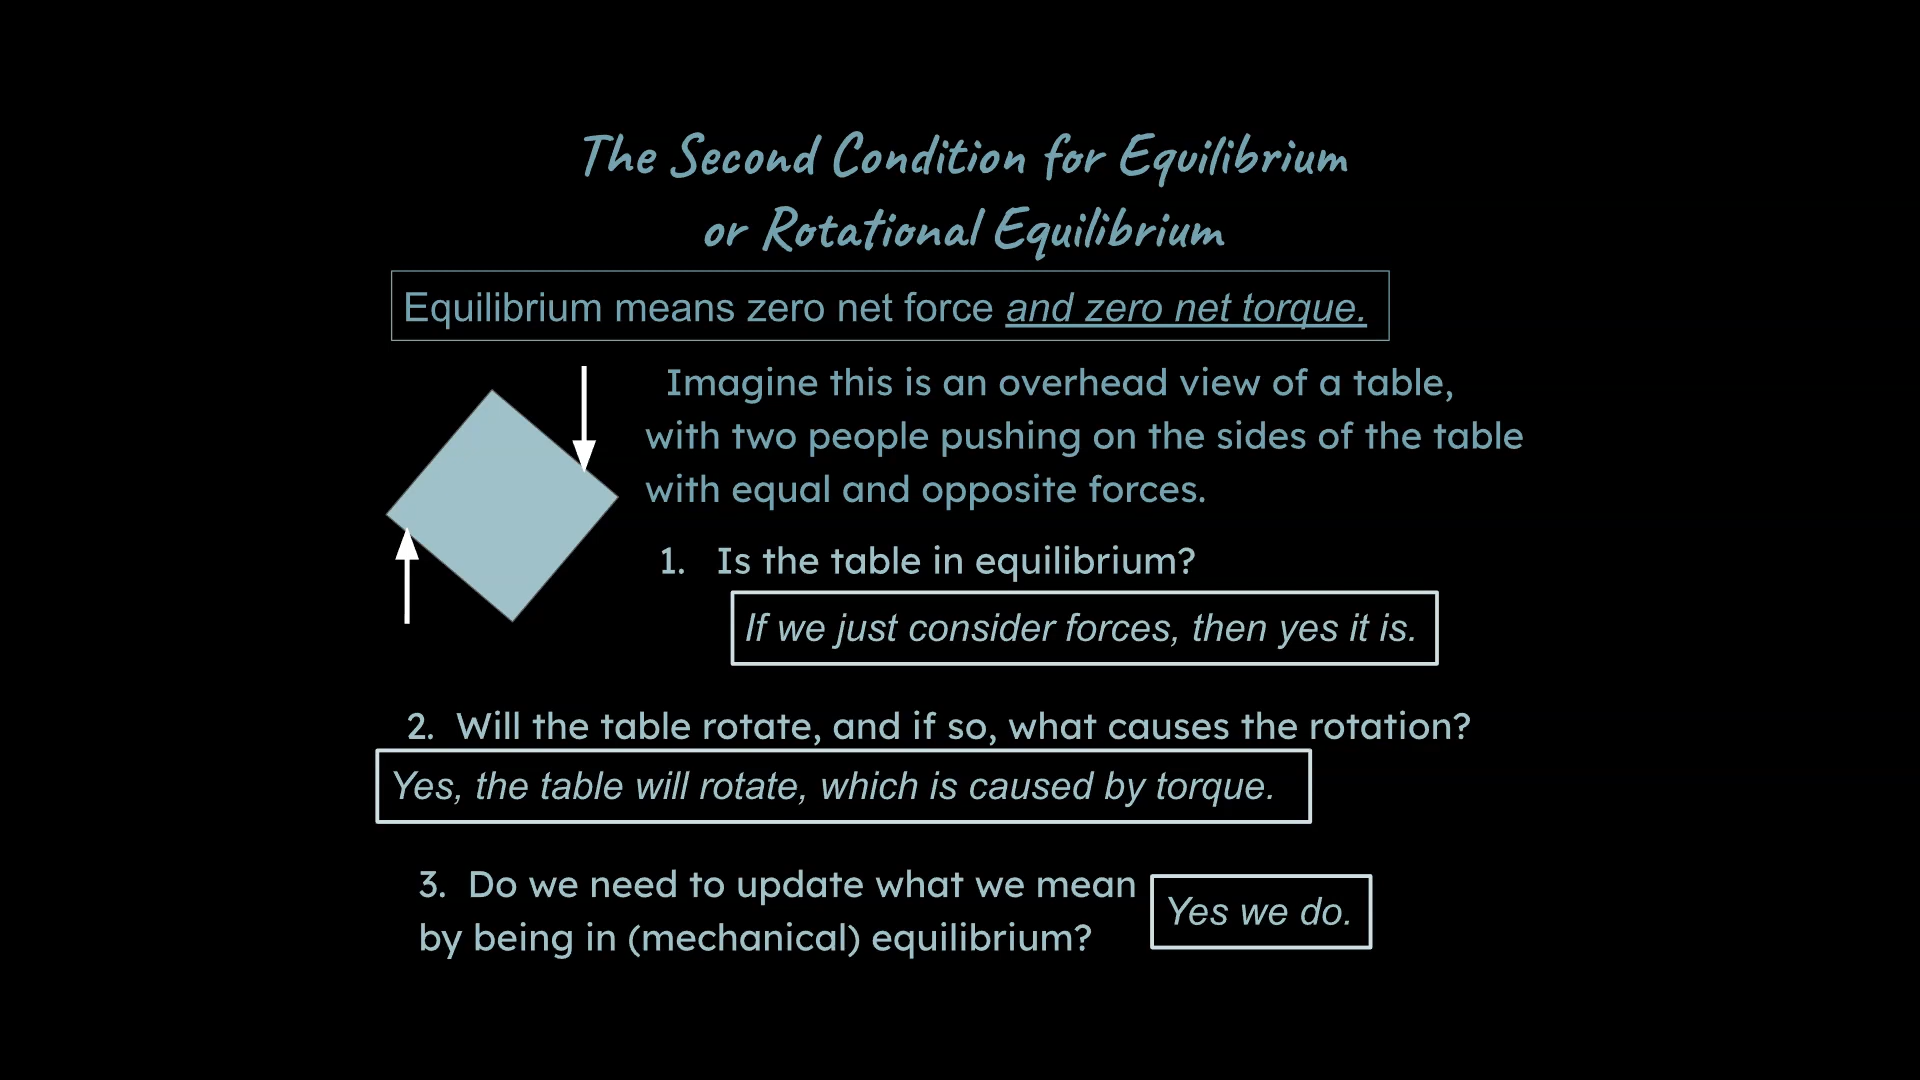 The Second Condition for Equilibrium
or Rotational Equilibrium
Equilibrium means zero net force and zero net torque.
Imagine this is an overhead view of a table,
with two people pushing on the sides of the table
with equal and opposite forces.
1. Is the table in equilibrium?
If we just consider forces, then yes it is.
2. Will the table rotate, and if so, what causes the rotation?
Yes, the table will rotate, which is caused by torque.
3. Do we need to update what we mean
by being in (mechanical) equilibrium?
Yes we do.